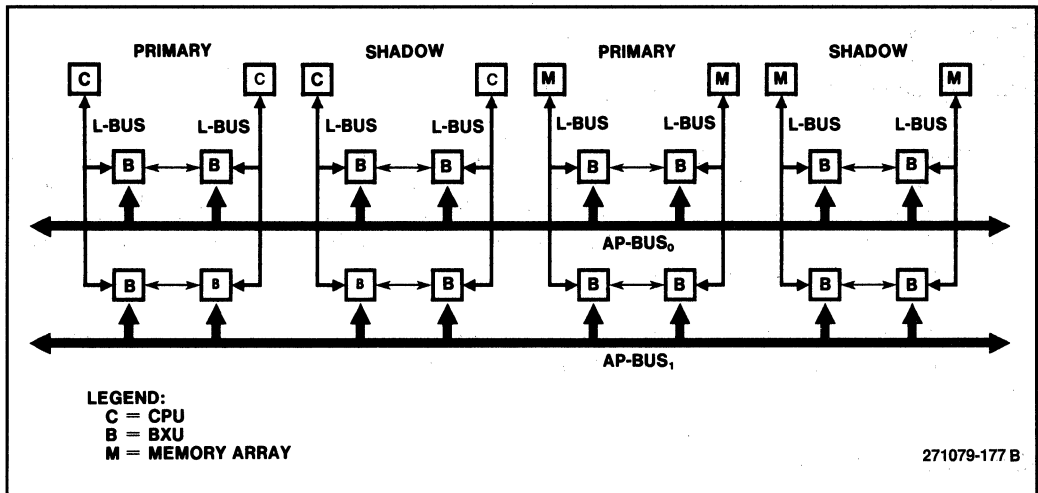 PRIMARY SHADOW PRIMARY SHADOW
C C C C M M M M
L-BUS L-BUS L-BUS L-BUS L-BUS L-BUS L-BUS L-BUS
B B B B B B B B
AP-BUS₀
B B B B B B B B
AP-BUS₁
LEGEND:
C = CPU
B = BXU
M = MEMORY ARRAY
271079-177 B